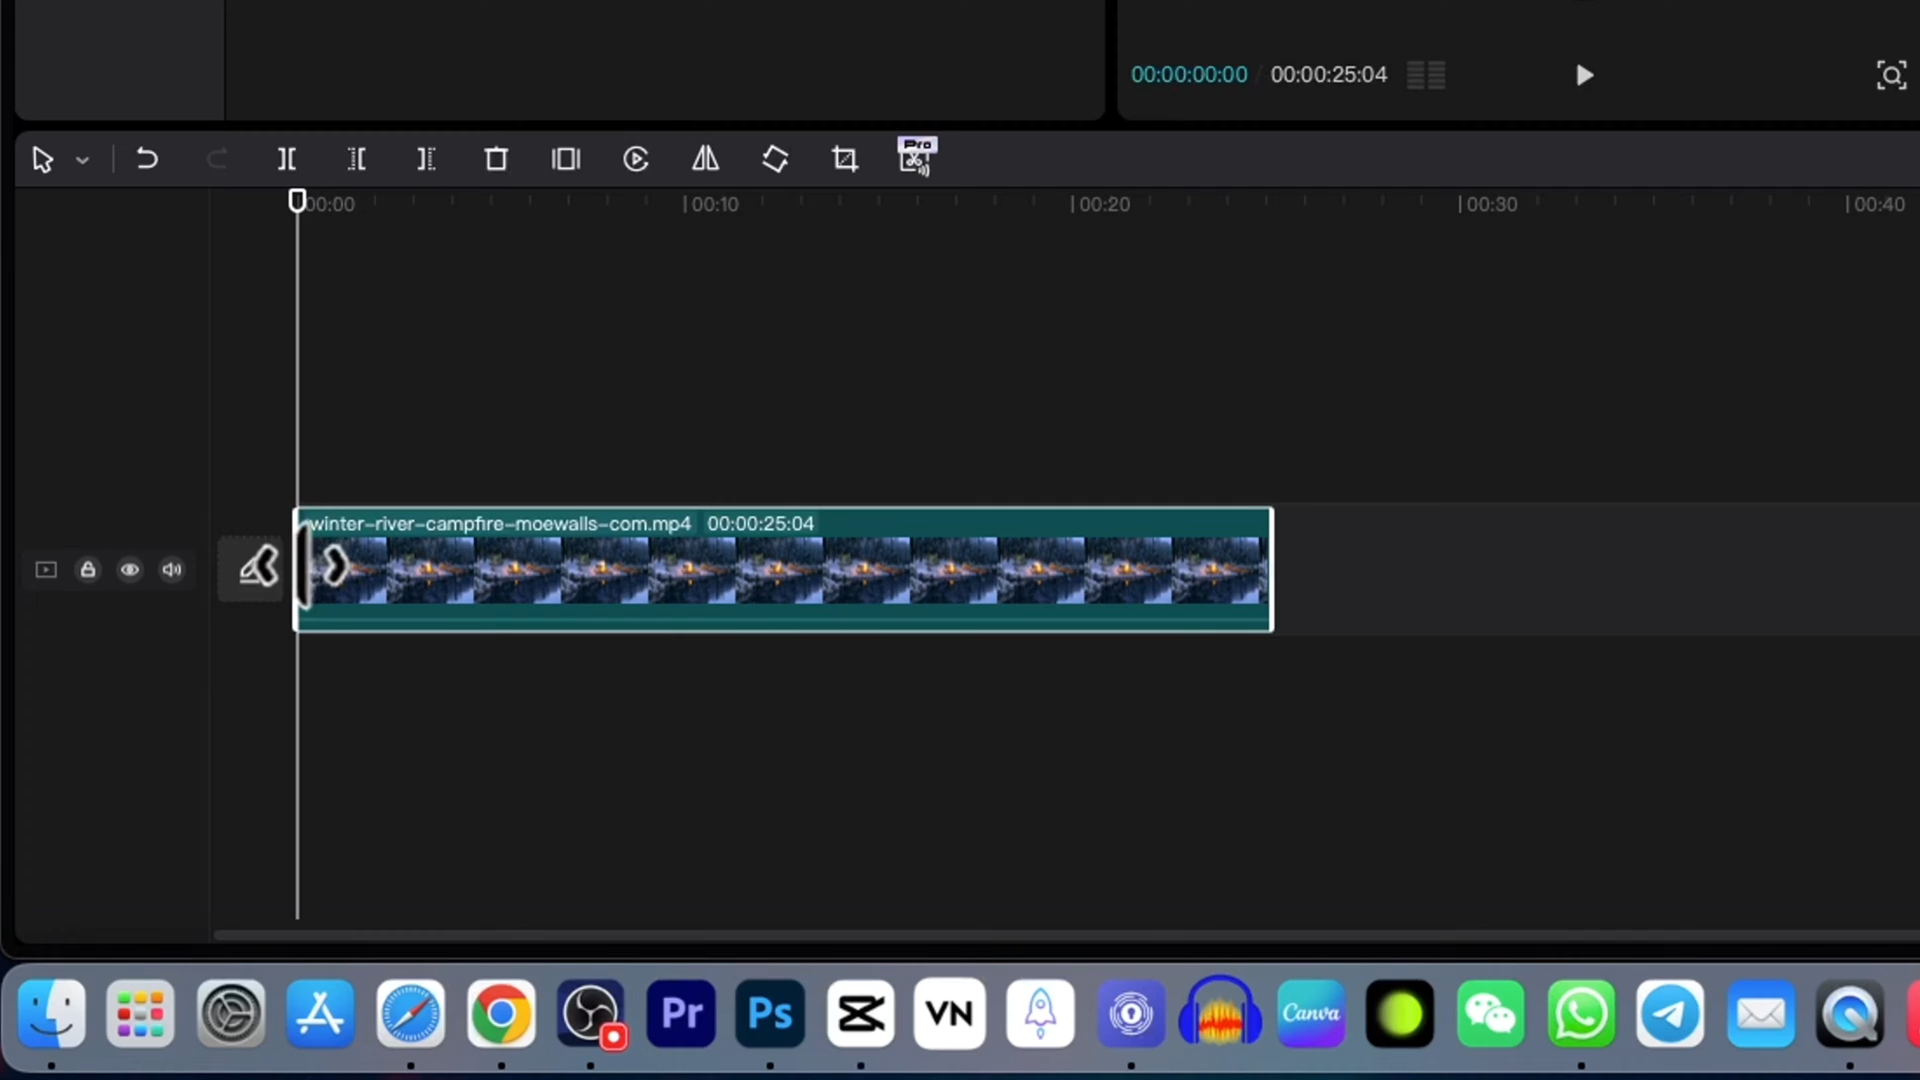 00:00:00:00 00:00:25:04
Pro
00:00 00:10 00:20 00:30 00:40
winter-river-campfire-moewalls-com.mp4 00:00:25:04
Pr Ps VN Canva